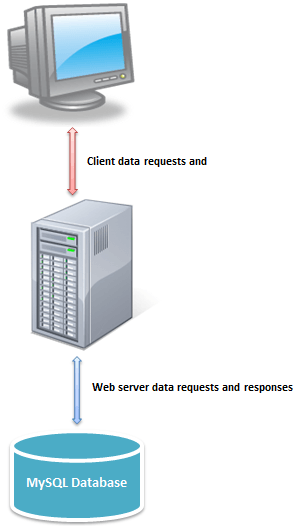 Client data requests and
Web server data requests and responses
MySQL Database